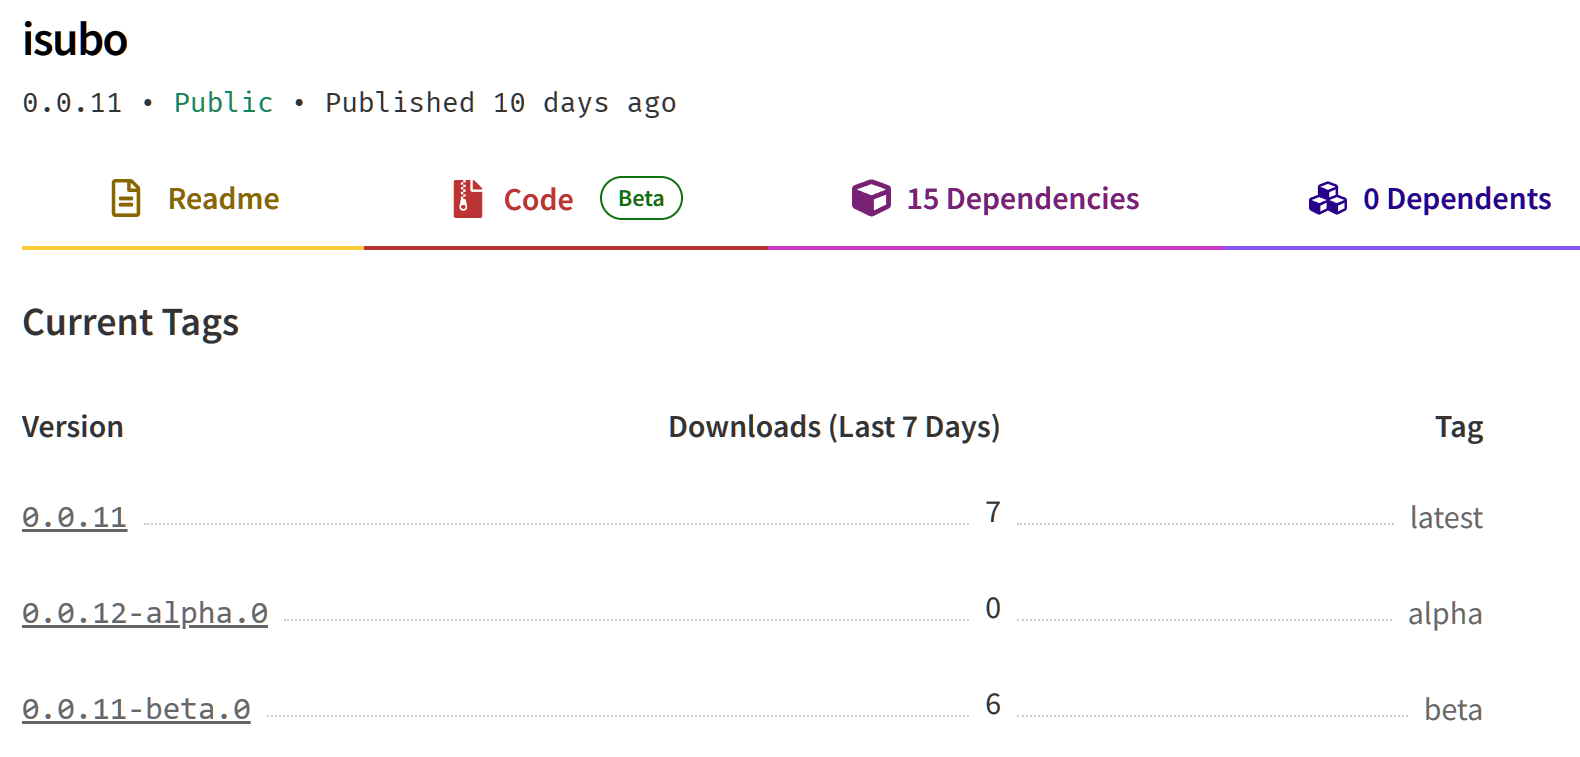 isubo
0.0.11 • Public • Published 10 days ago
Readme Code Beta 15 Dependencies 0 Dependents
Current Tags
Version Downloads (Last 7 Days) Tag
0.0.11 7 latest
0.0.12-alpha.0 0 alpha
0.0.11-beta.0 6 beta